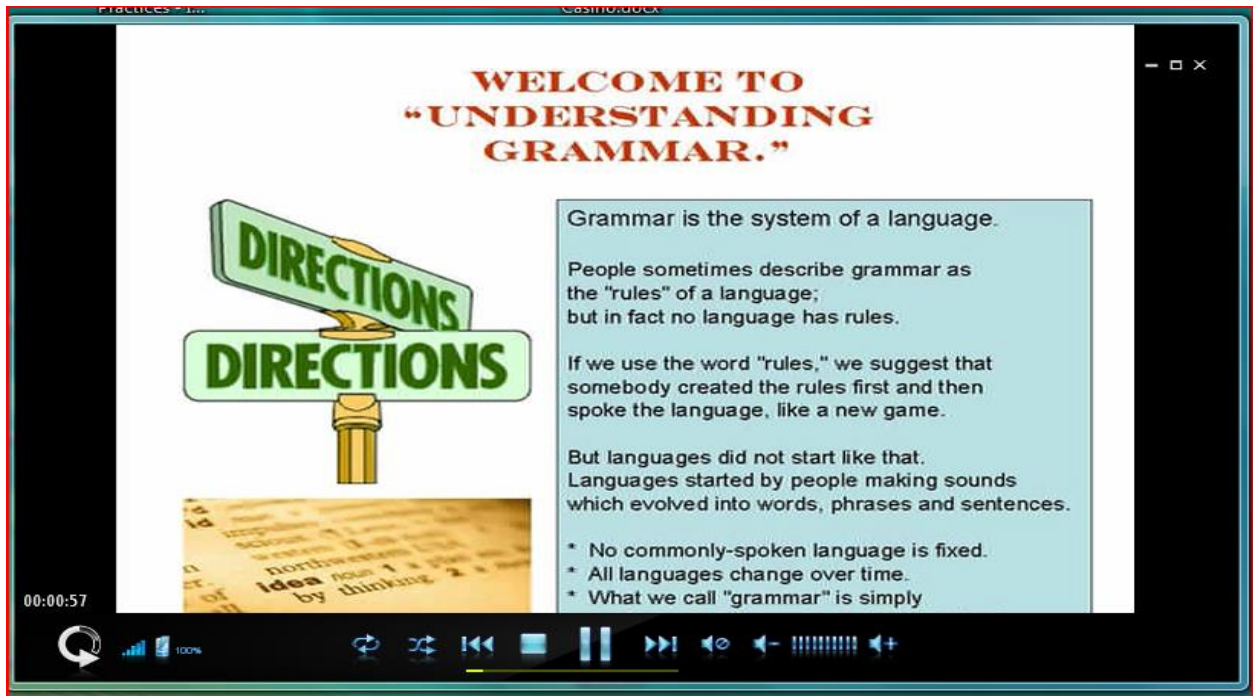 Casino.docx
WELCOME TO
“UNDERSTANDING
GRAMMAR.”
DIRECTIONS
DIRECTIONS
Grammar is the system of a language.
People sometimes describe grammar as
the "rules" of a language;
but in fact no language has rules.
If we use the word "rules," we suggest that
somebody created the rules first and then
spoke the language, like a new game.
But languages did not start like that.
Languages started by people making sounds
which evolved into words, phrases and sentences.
* No commonly-spoken language is fixed.
* All languages change over time.
* What we call "grammar" is simply
northwestern
idea noun 1
by thinking 2
00:00:57
100%